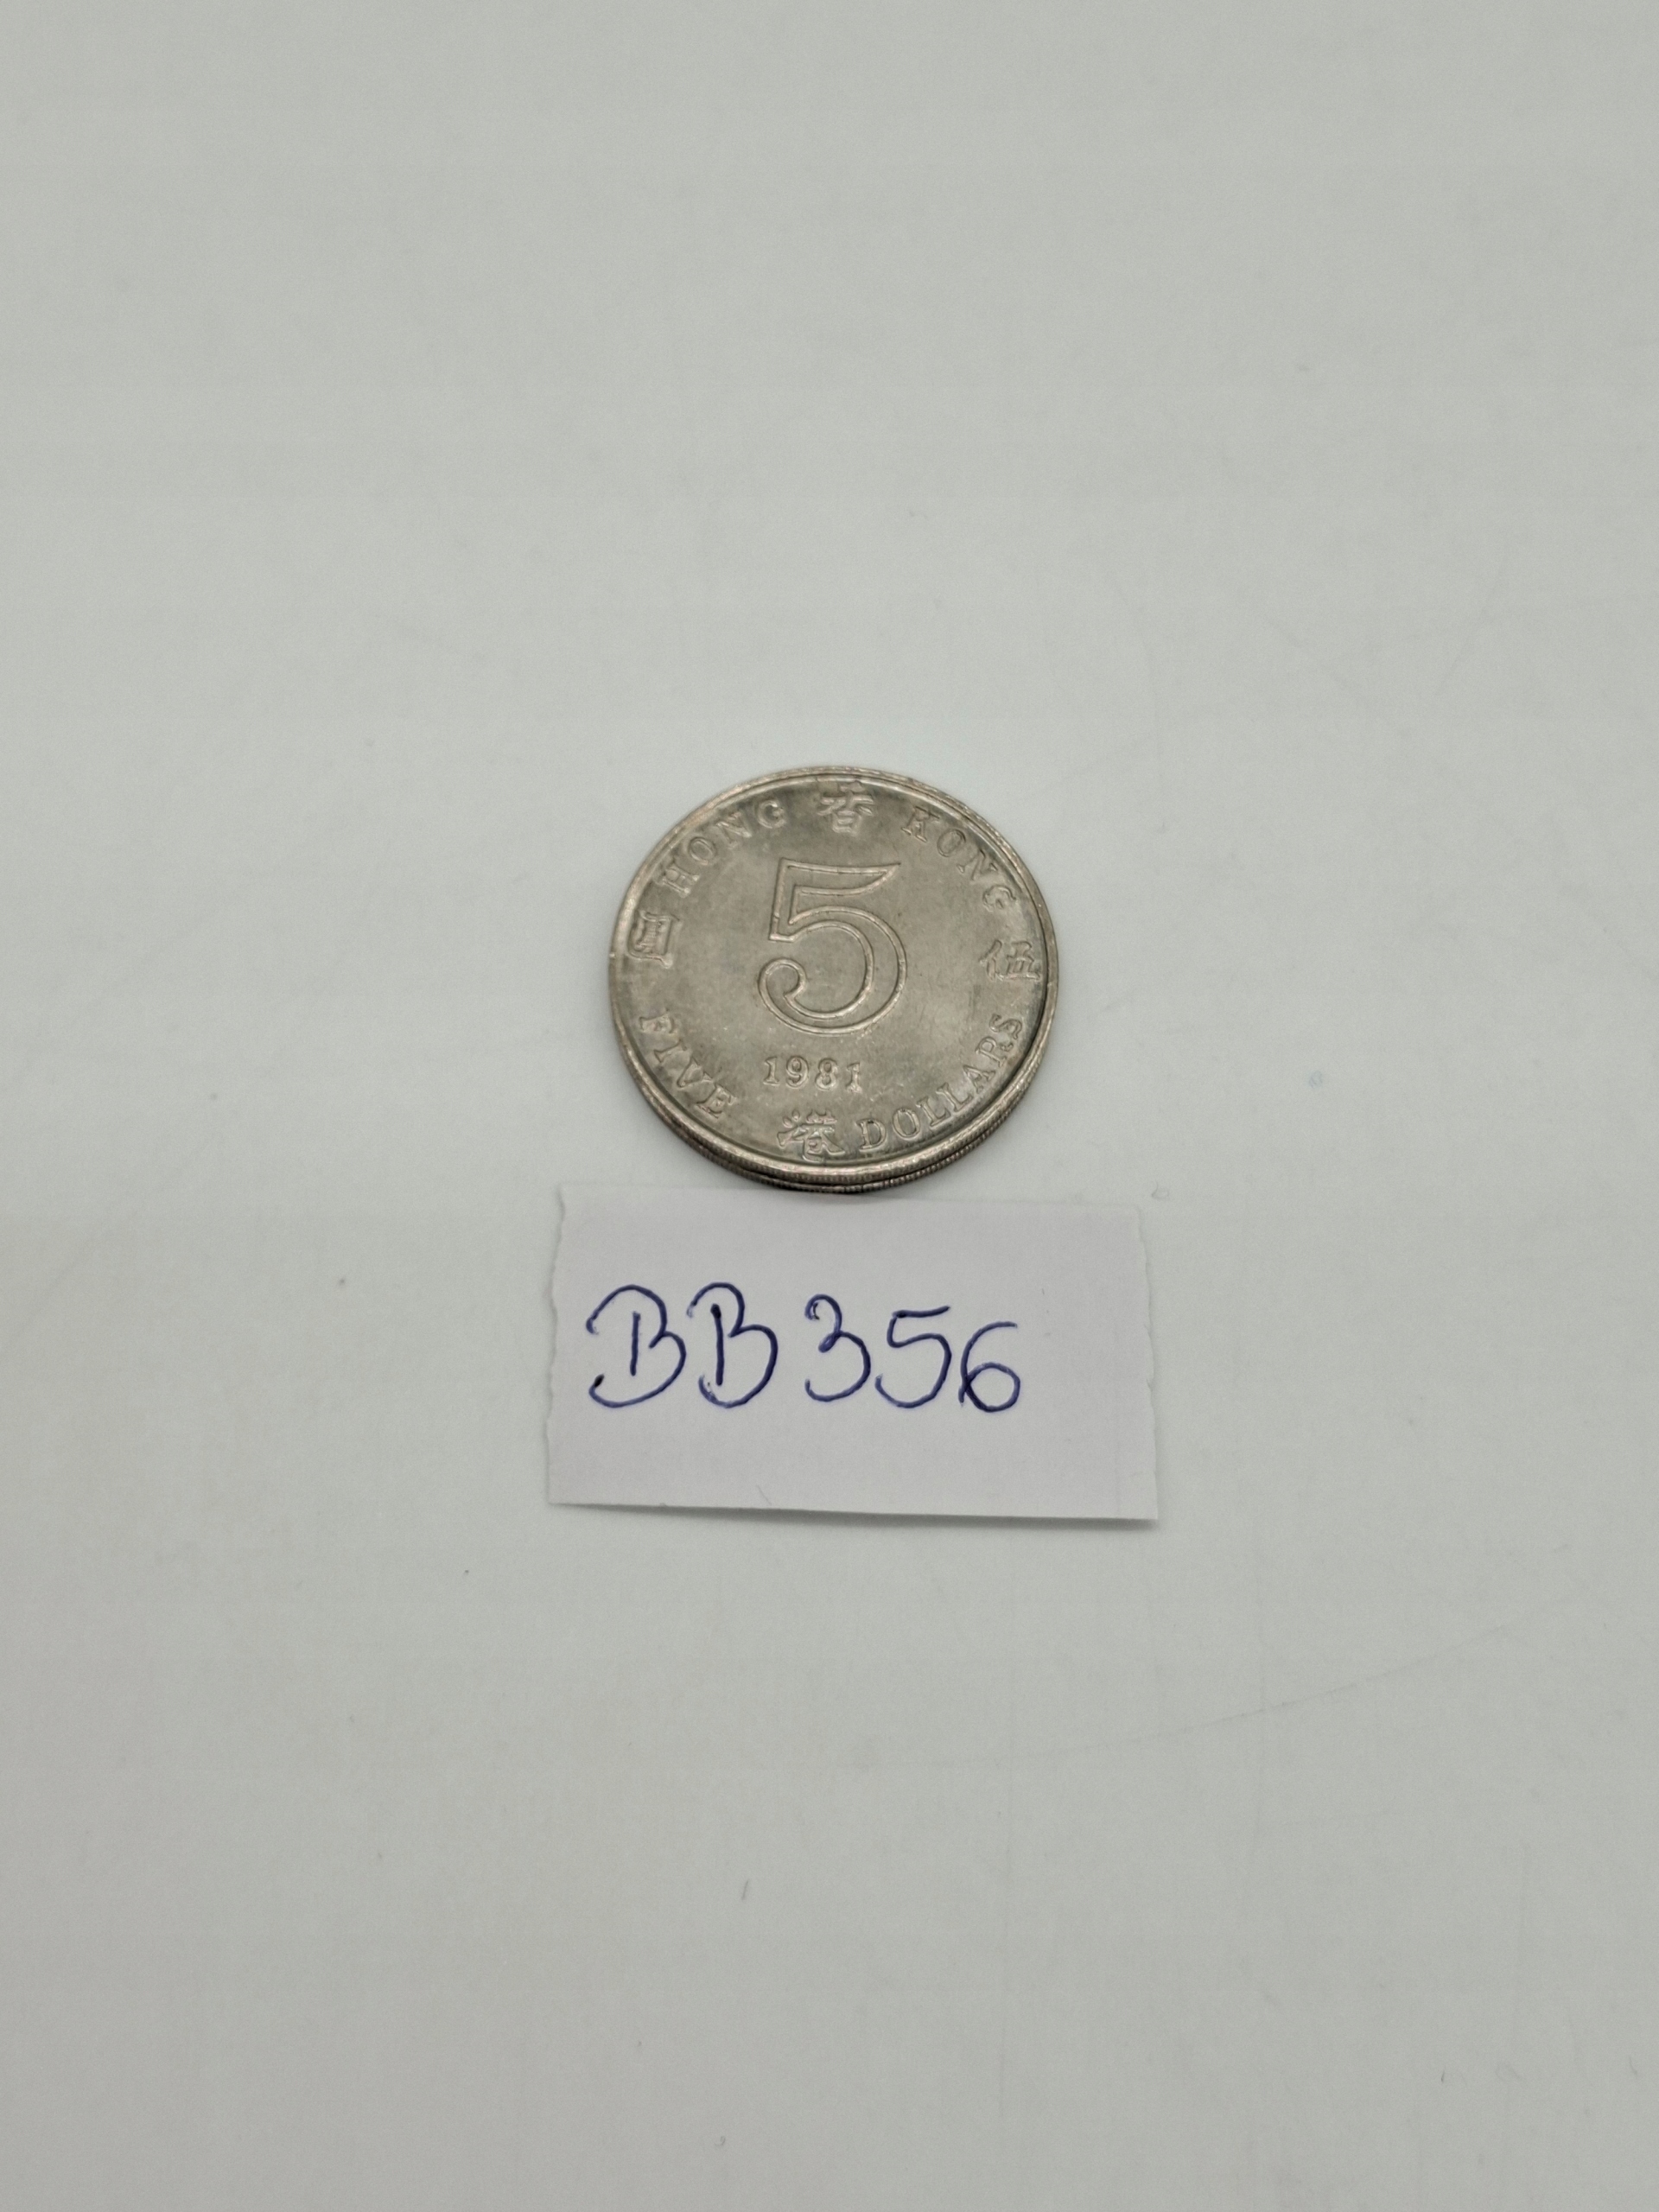 HONG 香 KONG
圓 伍
5
1981
FIVE 港 DOLLARS
BB356